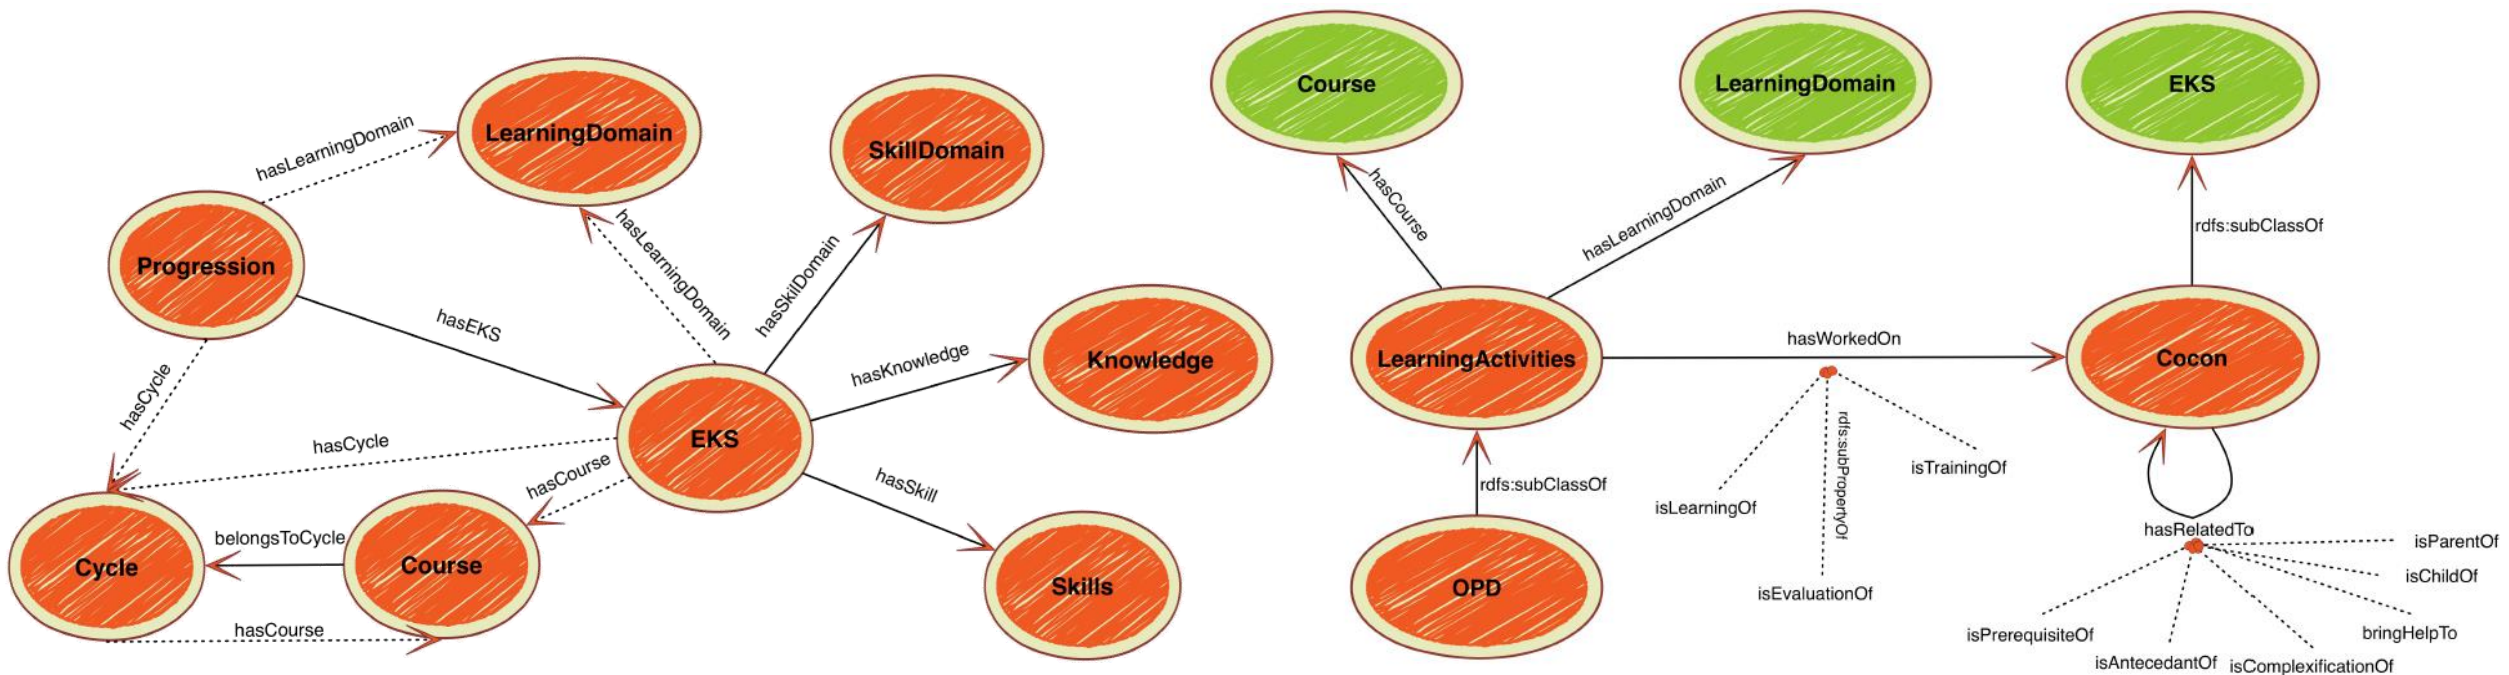 Course
LearningDomain
EKS
LearningDomain
SkillDomain
hasLearningDomain
hasCourse
hasLearningDomain
rdfs:subClassOf
Progression
hasLearningDomain
hasSkilDomain
hasEKS
hasKnowledge
Knowledge
LearningActivities
hasWorkedOn
Cocon
hasCycle
hasCycle
EKS
hasCourse
hasSkill
isLearningOf
rdfs:subPropertyOf
isTrainingOf
isEvaluationOf
rdfs:subClassOf
belongsToCycle
Cycle
Course
Skills
OPD
hasCourse
hasRelatedTo
isParentOf
isChildOf
bringHelpTo
isPrerequisiteOf
isAntecedantOf
isComplexificationOf